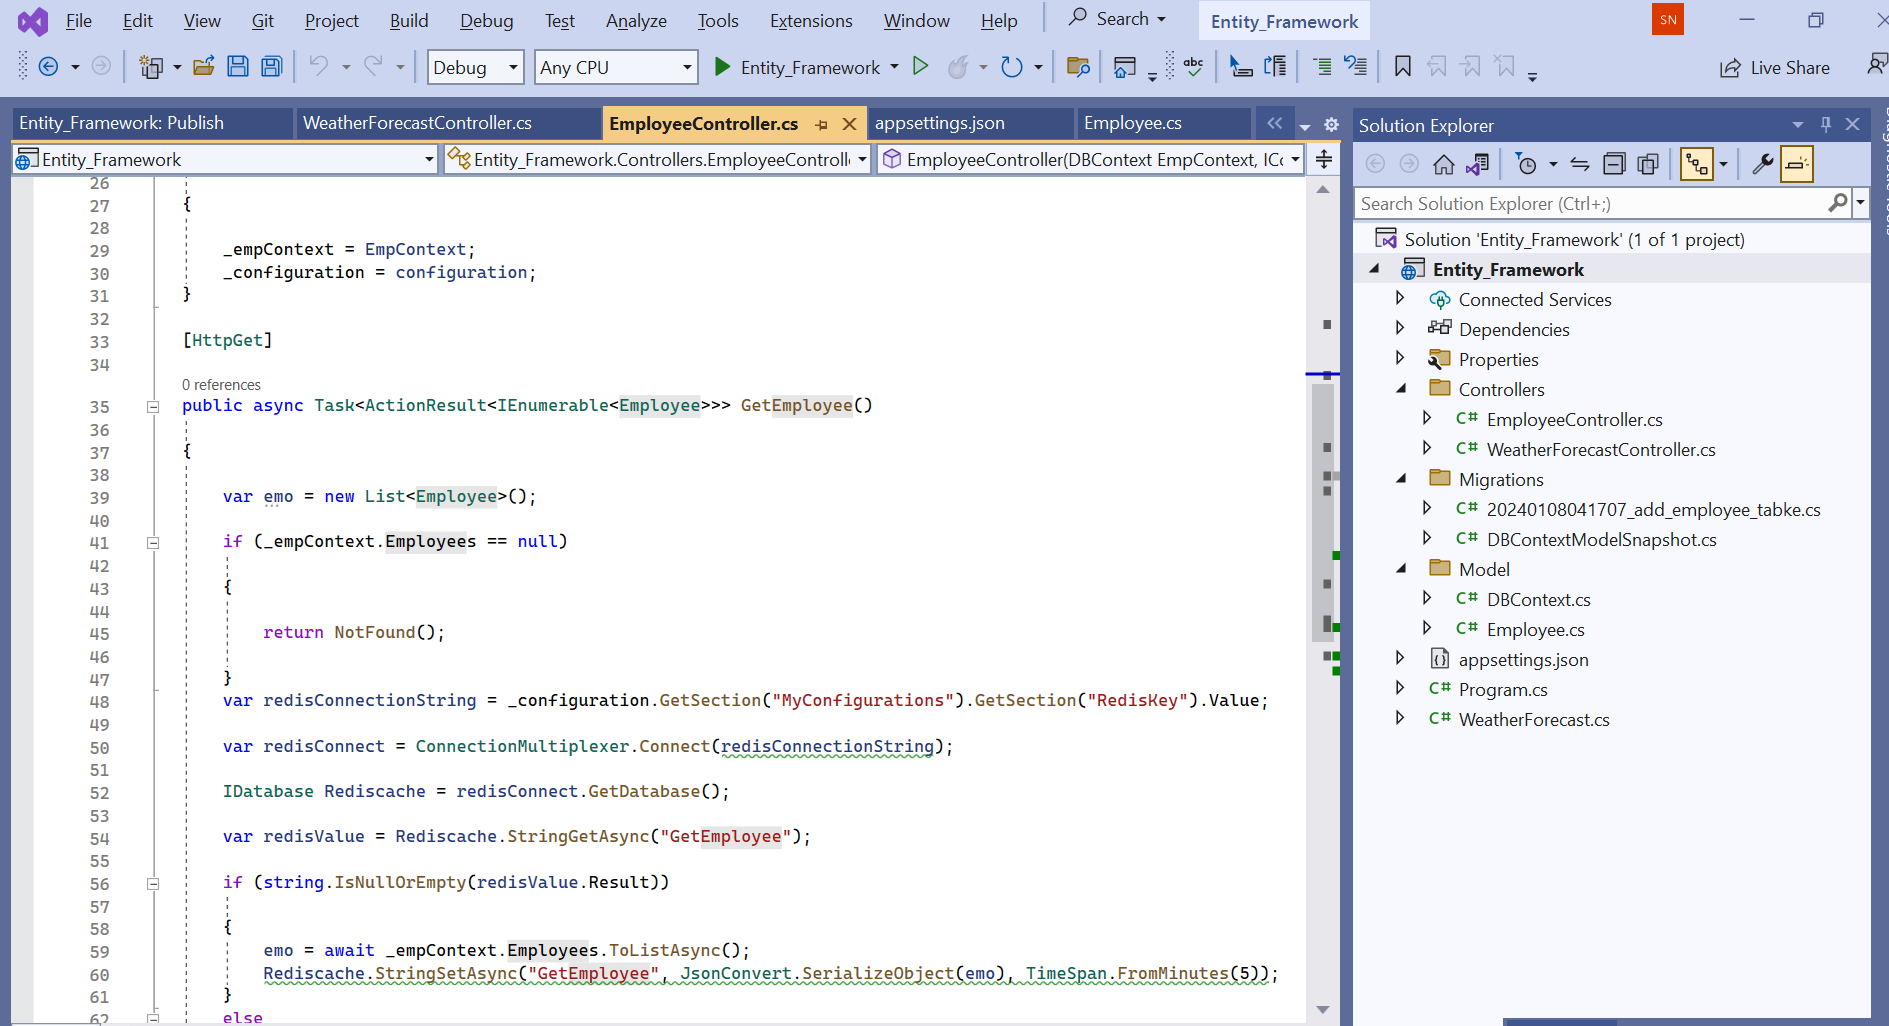 File Edit View Git Project Build Debug Test Analyze Tools Extensions Window Help Search Entity_Framework SN
Debug Any CPU Entity_Framework abc Live Share
Entity_Framework: Publish WeatherForecastController.cs EmployeeController.cs appsettings.json Employee.cs
Entity_Framework Entity_Framework.Controllers.EmployeeControll EmployeeController(DBContext EmpContext, IC
26
27 {
28
29 _empContext = EmpContext;
30 _configuration = configuration;
31 }
32
33 [HttpGet]
34
0 references
35 public async Task<ActionResult<IEnumerable<Employee>>> GetEmployee()
36
37 {
38
39 var emo = new List<Employee>();
40
41 if (_empContext.Employees == null)
42
43 {
44
45 return NotFound();
46
47 }
48 var redisConnectionString = _configuration.GetSection("MyConfigurations").GetSection("RedisKey").Value;
49
50 var redisConnect = ConnectionMultiplexer.Connect(redisConnectionString);
51
52 IDatabase Rediscache = redisConnect.GetDatabase();
53
54 var redisValue = Rediscache.StringGetAsync("GetEmployee");
55
56 if (string.IsNullOrEmpty(redisValue.Result))
57
58 {
59 emo = await _empContext.Employees.ToListAsync();
60 Rediscache.StringSetAsync("GetEmployee", JsonConvert.SerializeObject(emo), TimeSpan.FromMinutes(5));
61 }
62 else
Solution Explorer
Search Solution Explorer (Ctrl+;)
Solution 'Entity_Framework' (1 of 1 project)
Entity_Framework
Connected Services
Dependencies
Properties
Controllers
C# EmployeeController.cs
C# WeatherForecastController.cs
Migrations
C# 20240108041707_add_employee_tabke.cs
C# DBContextModelSnapshot.cs
Model
C# DBContext.cs
C# Employee.cs
appsettings.json
C# Program.cs
C# WeatherForecast.cs